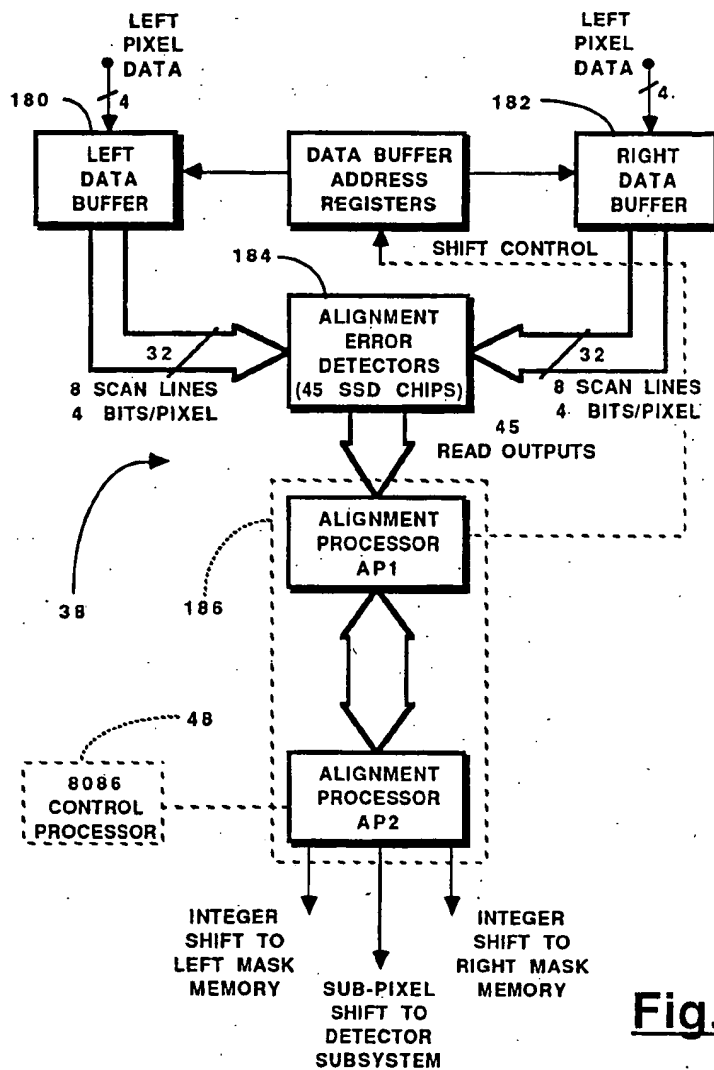 LEFT
PIXEL
DATA
4
180
LEFT
DATA
BUFFER
DATA BUFFER
ADDRESS
REGISTERS
LEFT
PIXEL
DATA
4.
182
RIGHT
DATA
BUFFER
SHIFT CONTROL
184
ALIGNMENT
ERROR
DETECTORS
(45 SSD CHIPS)
32
8 SCAN LINES
4 BITS/PIXEL
32
8 SCAN LINES
4 BITS/PIXEL
45
READ OUTPUTS
ALIGNMENT
PROCESSOR
AP1
38
186
48
8086
CONTROL
PROCESSOR
ALIGNMENT
PROCESSOR
AP2
INTEGER
SHIFT TO
LEFT MASK
MEMORY
SUB-PIXEL
SHIFT TO
DETECTOR
SUBSYSTEM
INTEGER
SHIFT TO
RIGHT MASK
MEMORY
Fig.